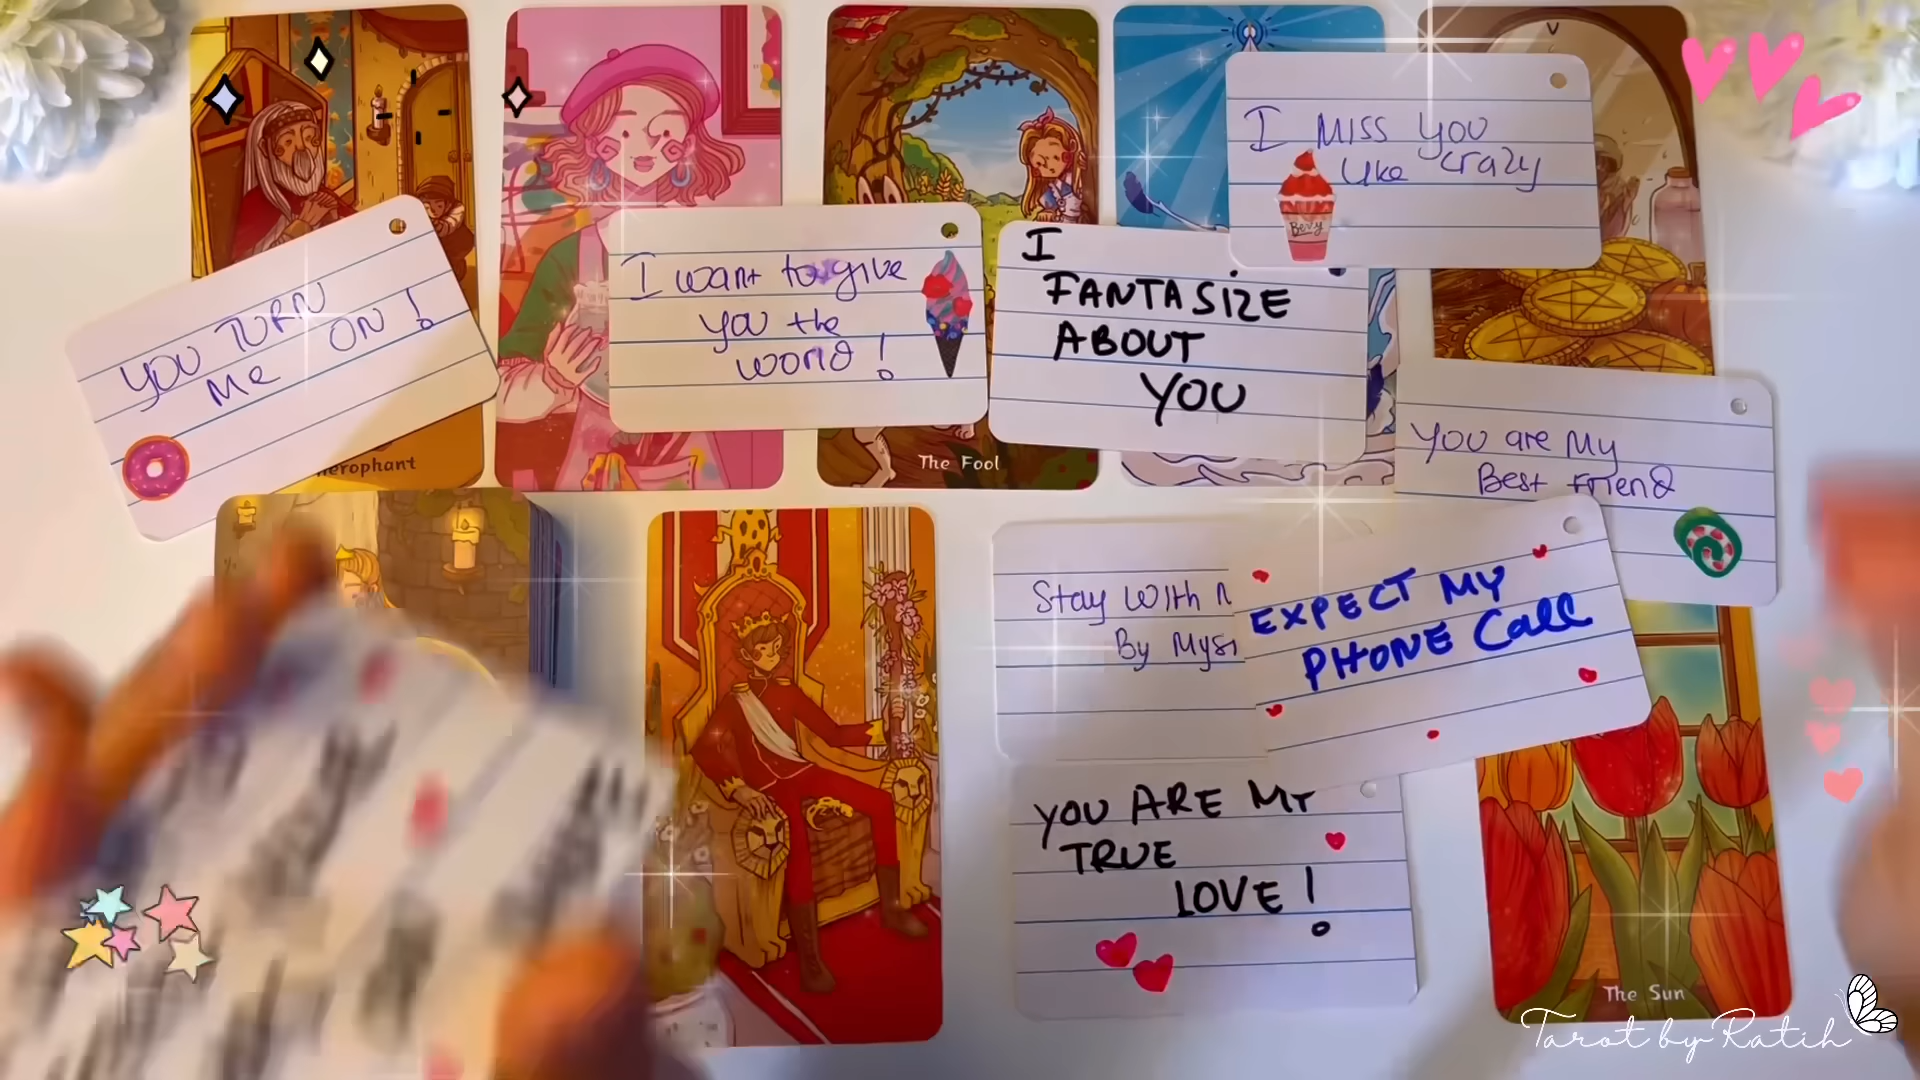 I MISS YOU
like crazy
Berry
I want to give
you the
world!
I
FANTASIZE
ABOUT
YOU
YOU TURN
Me ON!
You are My
Best Friend
Hierophant
The Fool
Stay With
By My
EXPECT MY
PHONE Call
YOU ARE MY
TRUE
LOVE!
The Sun
Tarot by Ratih